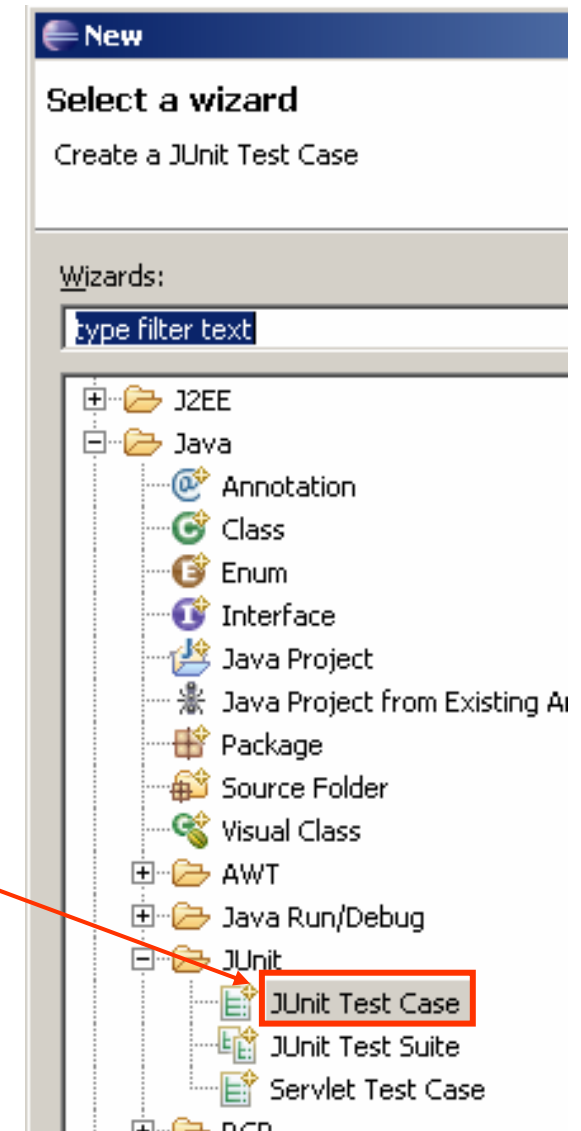 New
Select a wizard
Create a JUnit Test Case
Wizards:
type filter text
J2EE
Java
Annotation
Class
Enum
Interface
Java Project
Java Project from Existing
Package
Source Folder
Visual Class
AWT
Java Run/Debug
JUnit
JUnit Test Case
JUnit Test Suite
Servlet Test Case